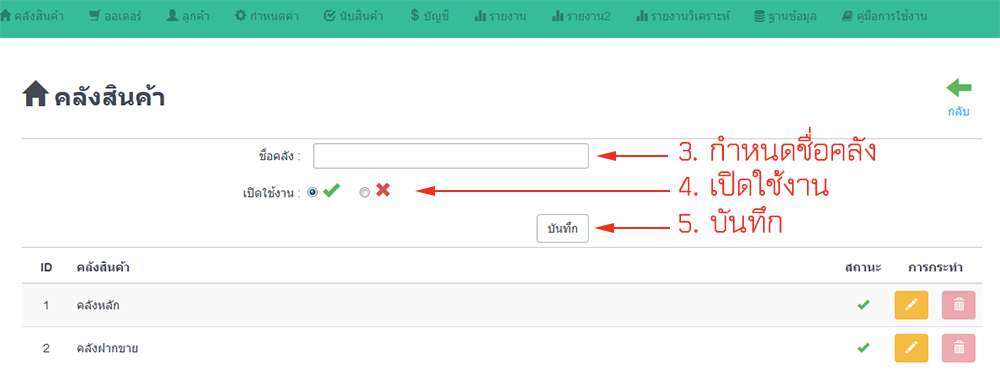 คลังสินค้า ออเดอร์ ลูกค้า กำหนดค่า นับสินค้า $ บัญชี รายงาน รายงาน2 รายงานวิเคราะห์ ฐานข้อมูล คู่มือการใช้งาน
คลังสินค้า
กลับ
ชื่อคลัง : 3. กำหนดชื่อคลัง
เปิดใช้งาน : 4. เปิดใช้งาน
บันทึก 5. บันทึก
ID คลังสินค้า สถานะ การกระทำ
1 คลังหลัก
2 คลังฝากขาย